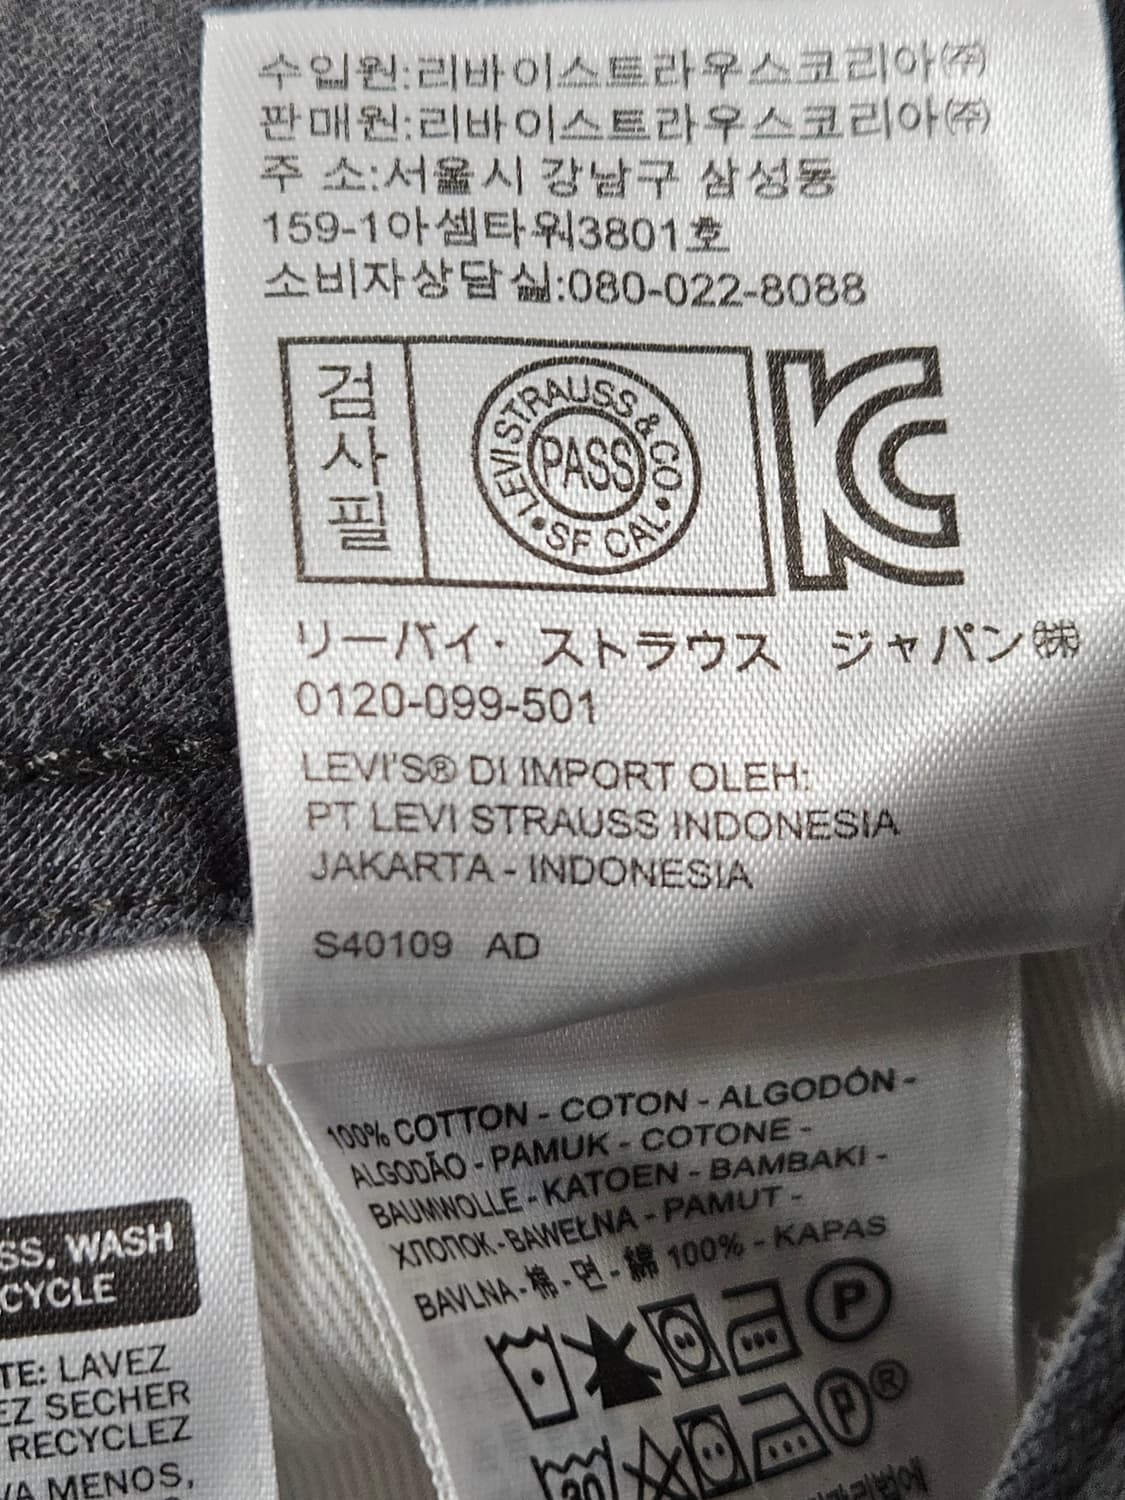 수입원:리바이스트라우스코리아㈜
판매원:리바이스트라우스코리아㈜
주 소:서울시 강남구 삼성동
159-1아셈타워3801호
소비자상담실:080-022-8088
검사필
LEVI STRAUSS & CO • SF CAL •
PASS
KC
リーバイ・ストラウス ジャパン㈱
0120-099-501
LEVI'S® DI IMPORT OLEH:
PT LEVI STRAUSS INDONESIA
JAKARTA - INDONESIA
S40109 AD
100% COTTON - COTON - ALGODÓN -
ALGODÃO - PAMUK - COTONE -
BAUMWOLLE - KATOEN - BAMBAKI -
ХЛОПОК - BAWEŁNA - PAMUT -
BAVLNA - 棉 - 면 - 綿 100% - KAPAS
P
30
P®
SS, WASH
CYCLE
TE: LAVEZ
EZ SECHER
RECYCLEZ
VA MENOS,